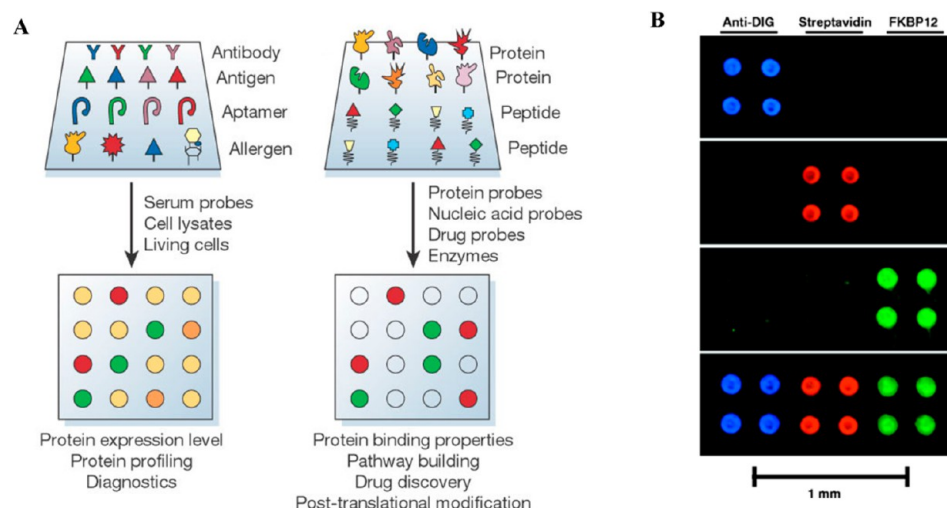 A
Antibody
Antigen
Aptamer
Allergen
Serum probes
Cell lysates
Living cells
Protein expression level
Protein profiling
Diagnostics
Protein
Protein
Peptide
Peptide
Protein probes
Nucleic acid probes
Drug probes
Enzymes
Protein binding properties
Pathway building
Drug discovery
Post-translational modification
B
Anti-DIG Streptavidin FKBP12
1 mm